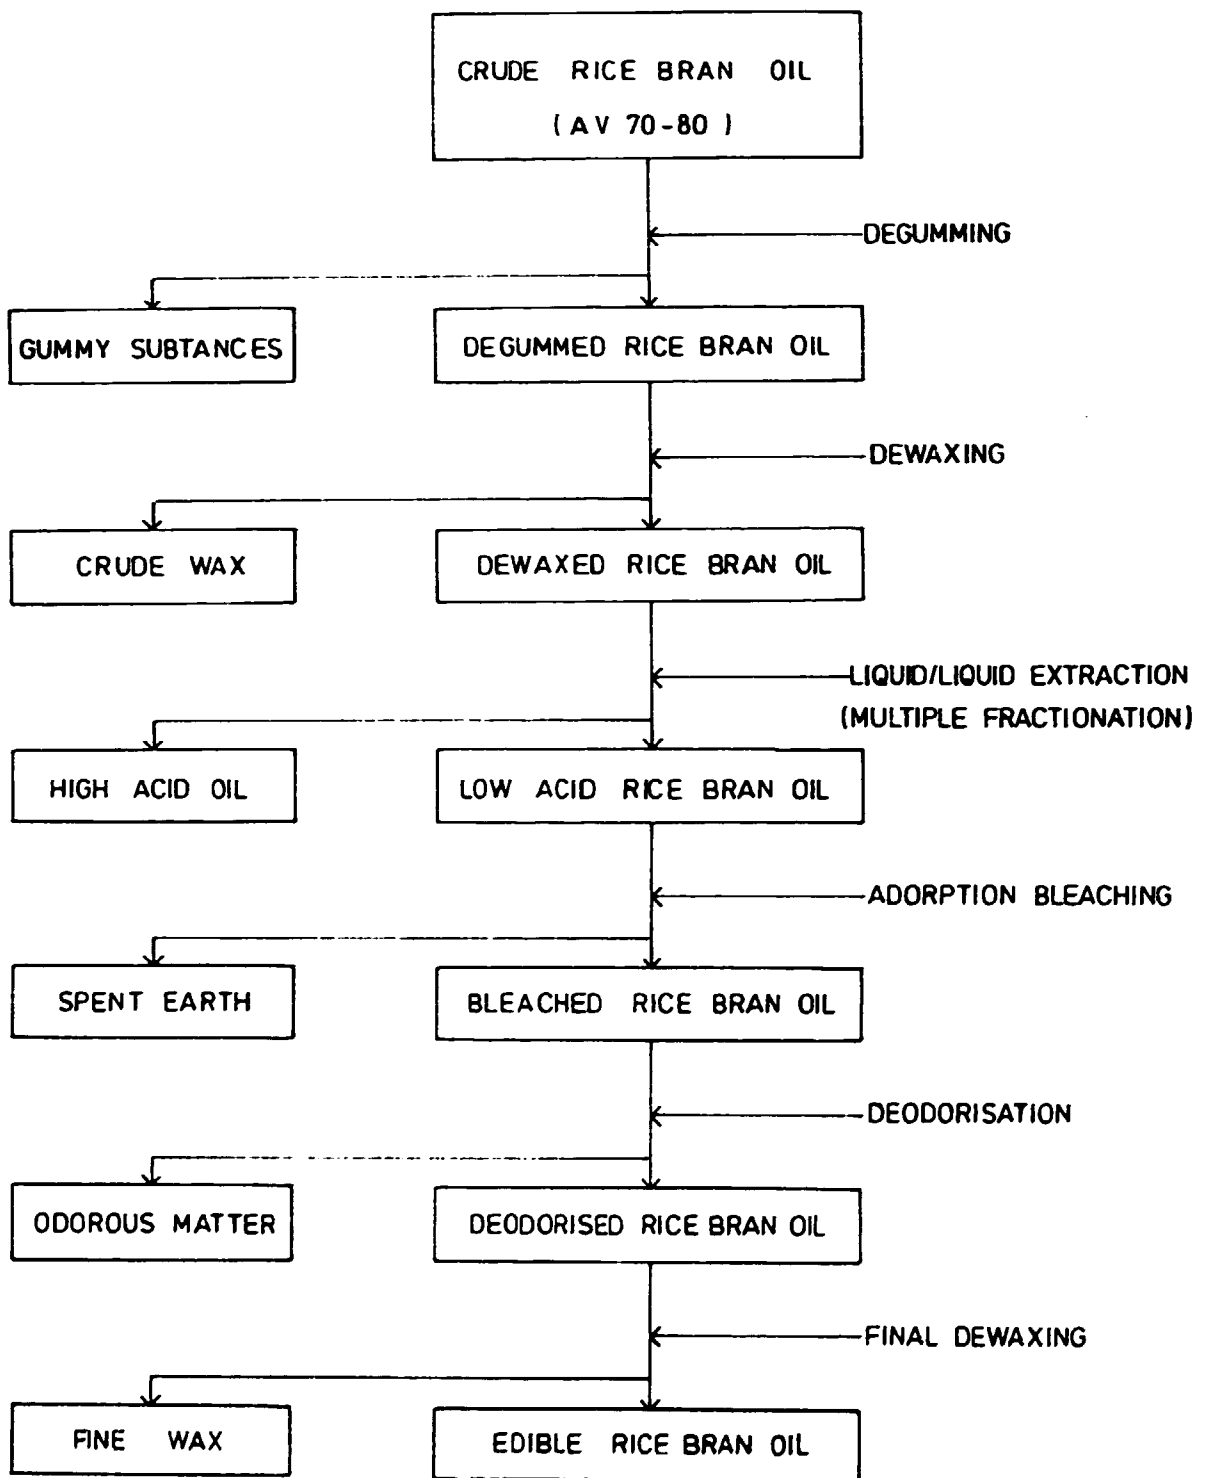 CRUDE RICE BRAN OIL
( AV 70-80 )
DEGUMMING
GUMMY SUBTANCES
DEGUMMED RICE BRAN OIL
DEWAXING
CRUDE WAX
DEWAXED RICE BRAN OIL
LIQUID/LIQUID EXTRACTION
(MULTIPLE FRACTIONATION)
HIGH ACID OIL
LOW ACID RICE BRAN OIL
ADORPTION BLEACHING
SPENT EARTH
BLEACHED RICE BRAN OIL
DEODORISATION
ODOROUS MATTER
DEODORISED RICE BRAN OIL
FINAL DEWAXING
FINE WAX
EDIBLE RICE BRAN OIL